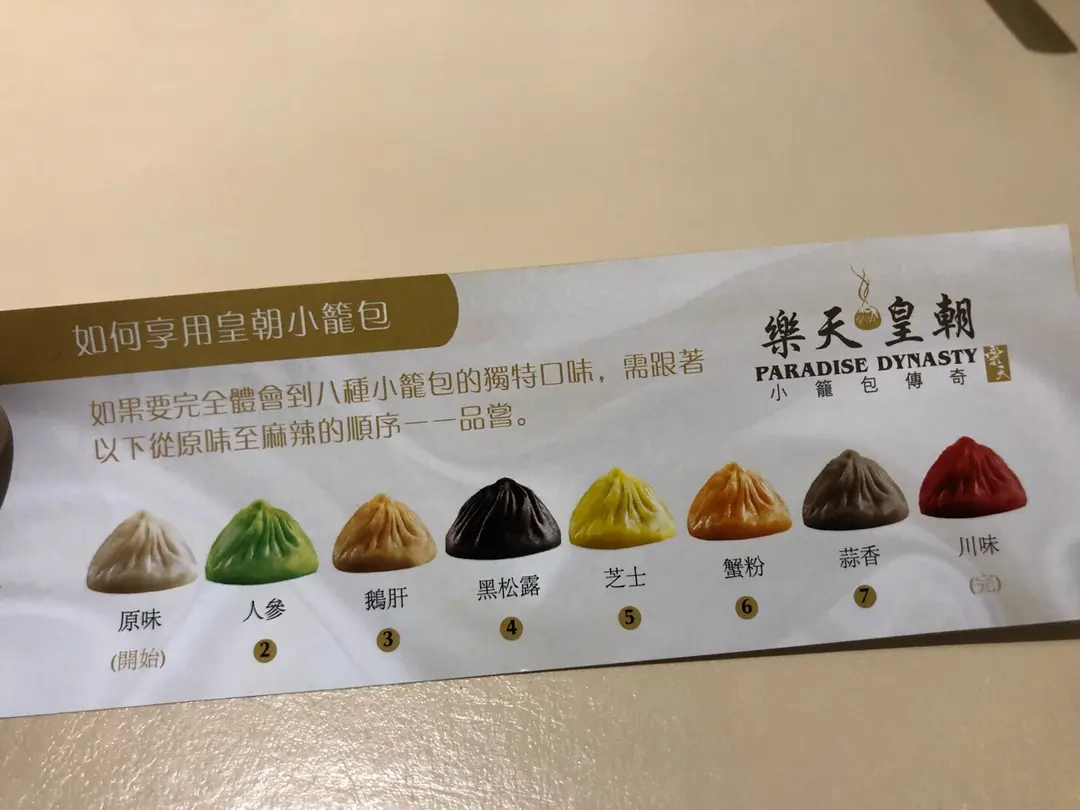 如何享用皇朝小籠包
如果要完全體會到八種小籠包的獨特口味，需跟著
以下從原味至麻辣的順序一一品嘗。
樂天皇朝
PARADISE DYNASTY
樂天
小籠包傳奇
原味
(開始)
人參
2
鵝肝
3
黑松露
4
芝士
5
蟹粉
6
蒜香
7
川味
(完)